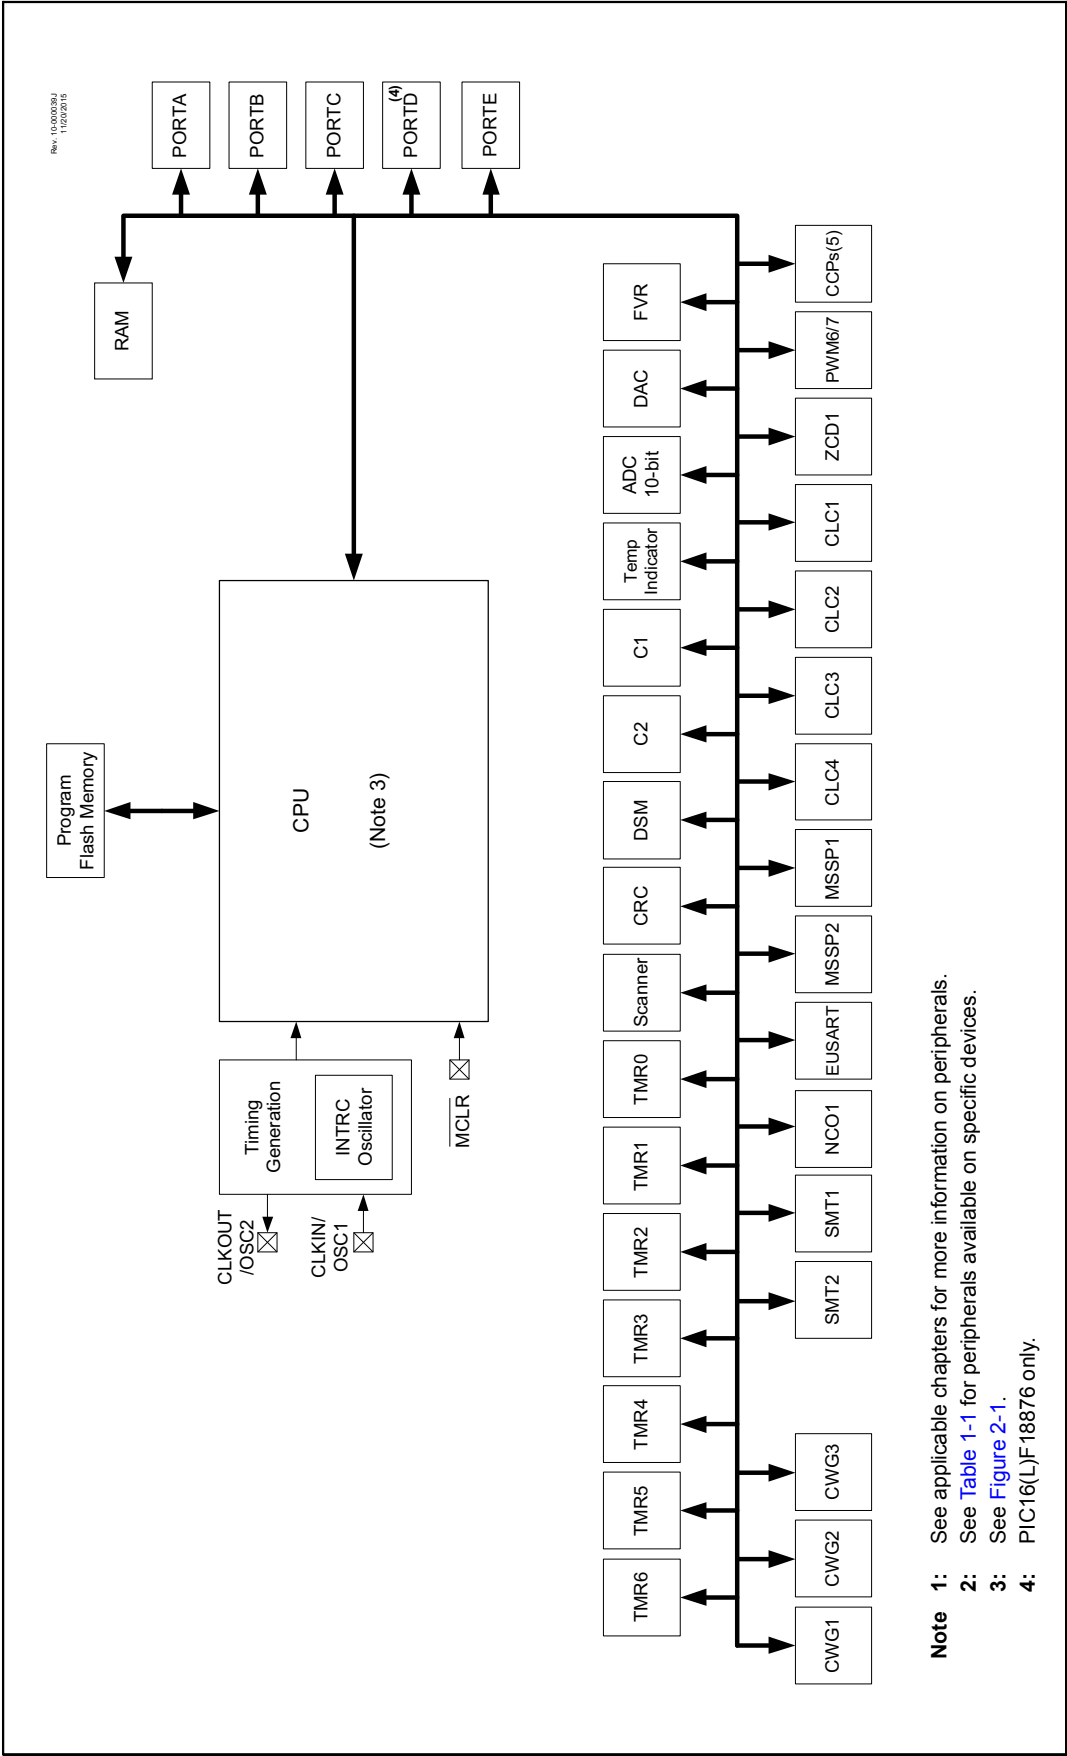 Rev. 10-000039J
11/20/2015
Program
Flash Memory
RAM
PORTA
PORTB
PORTC
PORTD
(4)
PORTE
CPU
(Note 3)
Timing
Generation
INTRC
Oscillator
CLKOUT
/OSC2
CLKIN/
OSC1
MCLR
TMR6
TMR5
TMR4
TMR3
TMR2
TMR1
TMR0
Scanner
CRC
DSM
C2
C1
Temp
Indicator
ADC
10-bit
DAC
FVR
CWG1
CWG2
CWG3
SMT2
SMT1
NCO1
EUSART
MSSP2
MSSP1
CLC4
CLC3
CLC2
CLC1
ZCD1
PWM6/7
CCPs(5)
Note 1: See applicable chapters for more information on peripherals.
2: See Table 1-1 for peripherals available on specific devices.
3: See Figure 2-1.
4: PIC16(L)F18876 only.